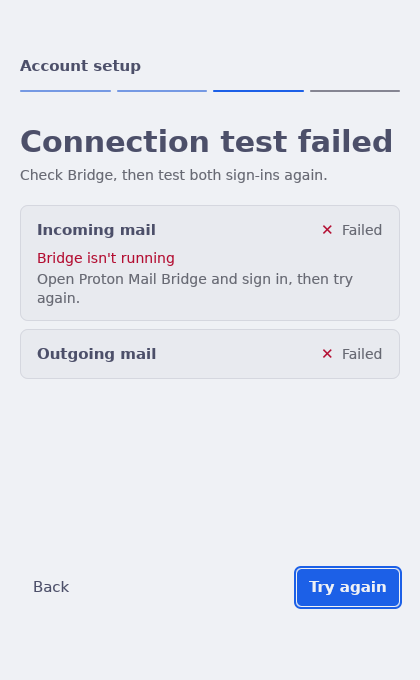 Account setup
Connection test failed
Check Bridge, then test both sign-ins again.
Incoming mail
✕ Failed
Bridge isn't running
Open Proton Mail Bridge and sign in, then try
again.
Outgoing mail
✕ Failed
Back
Try again